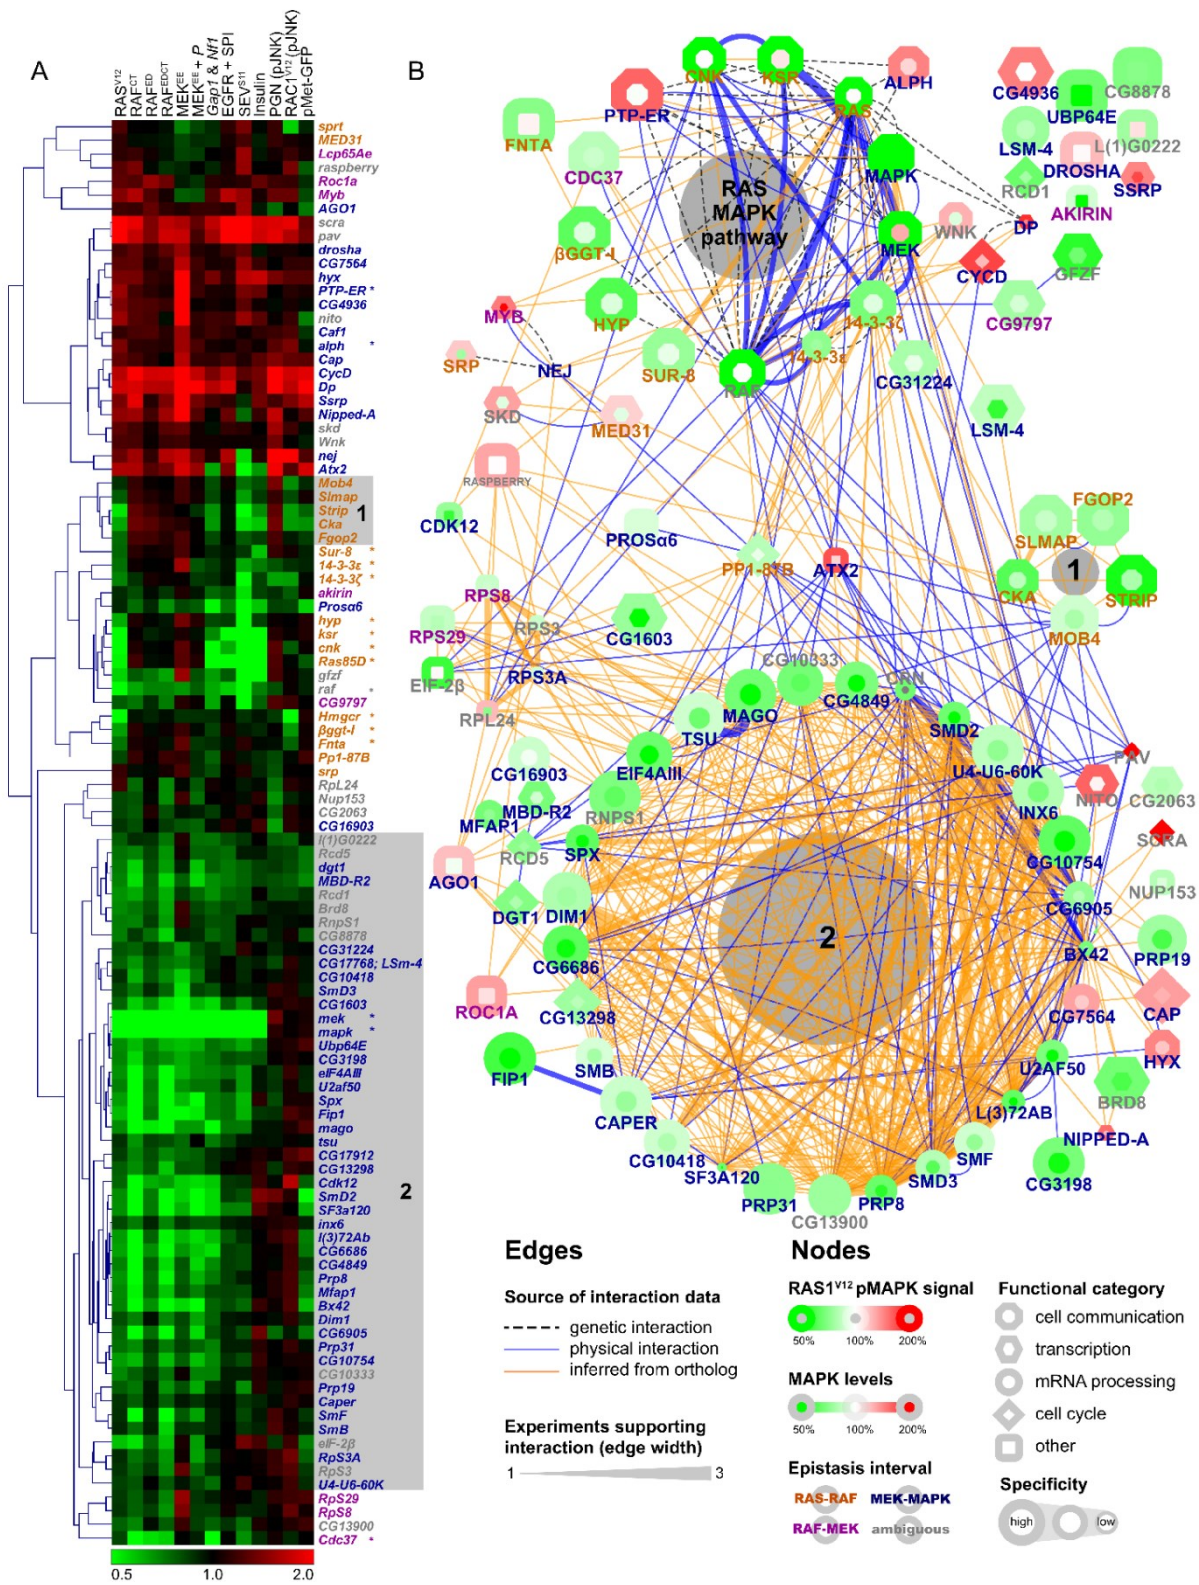 A
RAS^V12
RAF^CT
RAF^ED
RAF^EDCT
MEK^EE
MEK^EE + P
Gap1 & Nf1
EGFR + SPI
SEV^S11
Insulin
PGN (pJNK)
RAC1^V12 (pJNK)
pMet-GFP
sprt
MED31
Lcp65Ae
raspberry
Roc1a
Myb
AGO1
scra
pav
drosha
CG7564
hyx
PTP-ER *
CG4936
nito
Caf1
alph *
Cap
CycD
Dp
Ssrp
Nipped-A
skd
Wnk
nej
Atx2
Mob4
Slmap
Strip
Cka
Fgop2
1
Sur-8 *
14-3-3ε *
14-3-3ζ *
akirin
Prosα6
hyp *
ksr *
cnk *
Ras85D *
gfzf
raf *
CG9797
Hmgcr *
βggt-I *
Fnta *
Pp1-87B
srp
RpL24
Nup153
CG2063
CG16903
l(1)G0222
Rcd5
dgt1
MBD-R2
Rcd1
Brd8
RnpS1
CG8878
CG31224
CG17768; LSm-4
CG10418
SmD3
CG1603
mek *
mapk *
Ubp64E
CG3198
eIF4AIII
U2af50
Spx
Fip1
mago
tsu
CG17912
CG13298
Cdk12
SmD2
SF3a120
inx6
l(3)72Ab
CG6686
CG4849
Prp8
Mfap1
Bx42
Dim1
CG6905
Prp31
CG10754
CG10333
Prp19
Caper
SmF
SmB
eIF-2β
RpS3A
RpS3
U4-U6-60K
2
RpS29
RpS8
CG13900
Cdc37 *
0.5 1.0 2.0
B
CNK
KSR
ALPH
PTP-ER
RAS
CG4936
UBP64E
CG8878
FNTA
CDC37
MAPK
LSM-4
DROSHA
L(1)G0222
RCD1
SSRP
RAS
MAPK
pathway
AKIRIN
βGGT-I
MEK
WNK
DP
CYCD
GFZF
MYB
HYP
14-3-3ζ
CG9797
SRP
NEJ
SUR-8
14-3-3ε
RAF
CG31224
SKD
MED31
LSM-4
RASPBERRY
CDK12
PROSα6
PP1-87B
ATX2
SLMAP
FGOP2
1
CKA
STRIP
MOB4
RPS8
RPS29
RPS3
CG1603
EIF-2β
RPS3A
RPL24
CG10333
CG4849
CRN
MAGO
TSU
SMD2
CG16903
EIF4AIII
U4-U6-60K
PAV
MBD-R2
RNPS1
INX6
NITO
CG2063
MFAP1
RCD5
SPX
CG10754
SCRA
AGO1
DGT1
DIM1
CG6905
NUP153
2
CG6686
BX42
PRP19
ROC1A
CG13298
CG7564
CAP
FIP1
SMB
U2AF50
HYX
CAPER
L(3)72AB
BRD8
CG10418
SF3A120
PRP31
CG13900
PRP8
SMD3
SMF
NIPPED-A
CG3198
Edges
Source of interaction data
genetic interaction
physical interaction
inferred from ortholog
Experiments supporting
interaction (edge width)
1 3
Nodes
RAS1^V12 pMAPK signal
50% 100% 200%
MAPK levels
50% 100% 200%
Epistasis interval
RAS-RAF MEK-MAPK
RAF-MEK ambiguous
Functional category
cell communication
transcription
mRNA processing
cell cycle
other
Specificity
high low